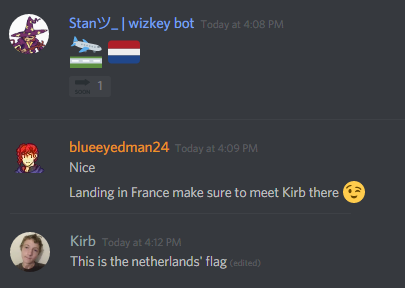 Stanツ_ | wizkey bot Today at 4:08 PM
1
blueeyedman24 Today at 4:09 PM
Nice
Landing in France make sure to meet Kirb there
Kirb Today at 4:12 PM
This is the netherlands' flag (edited)